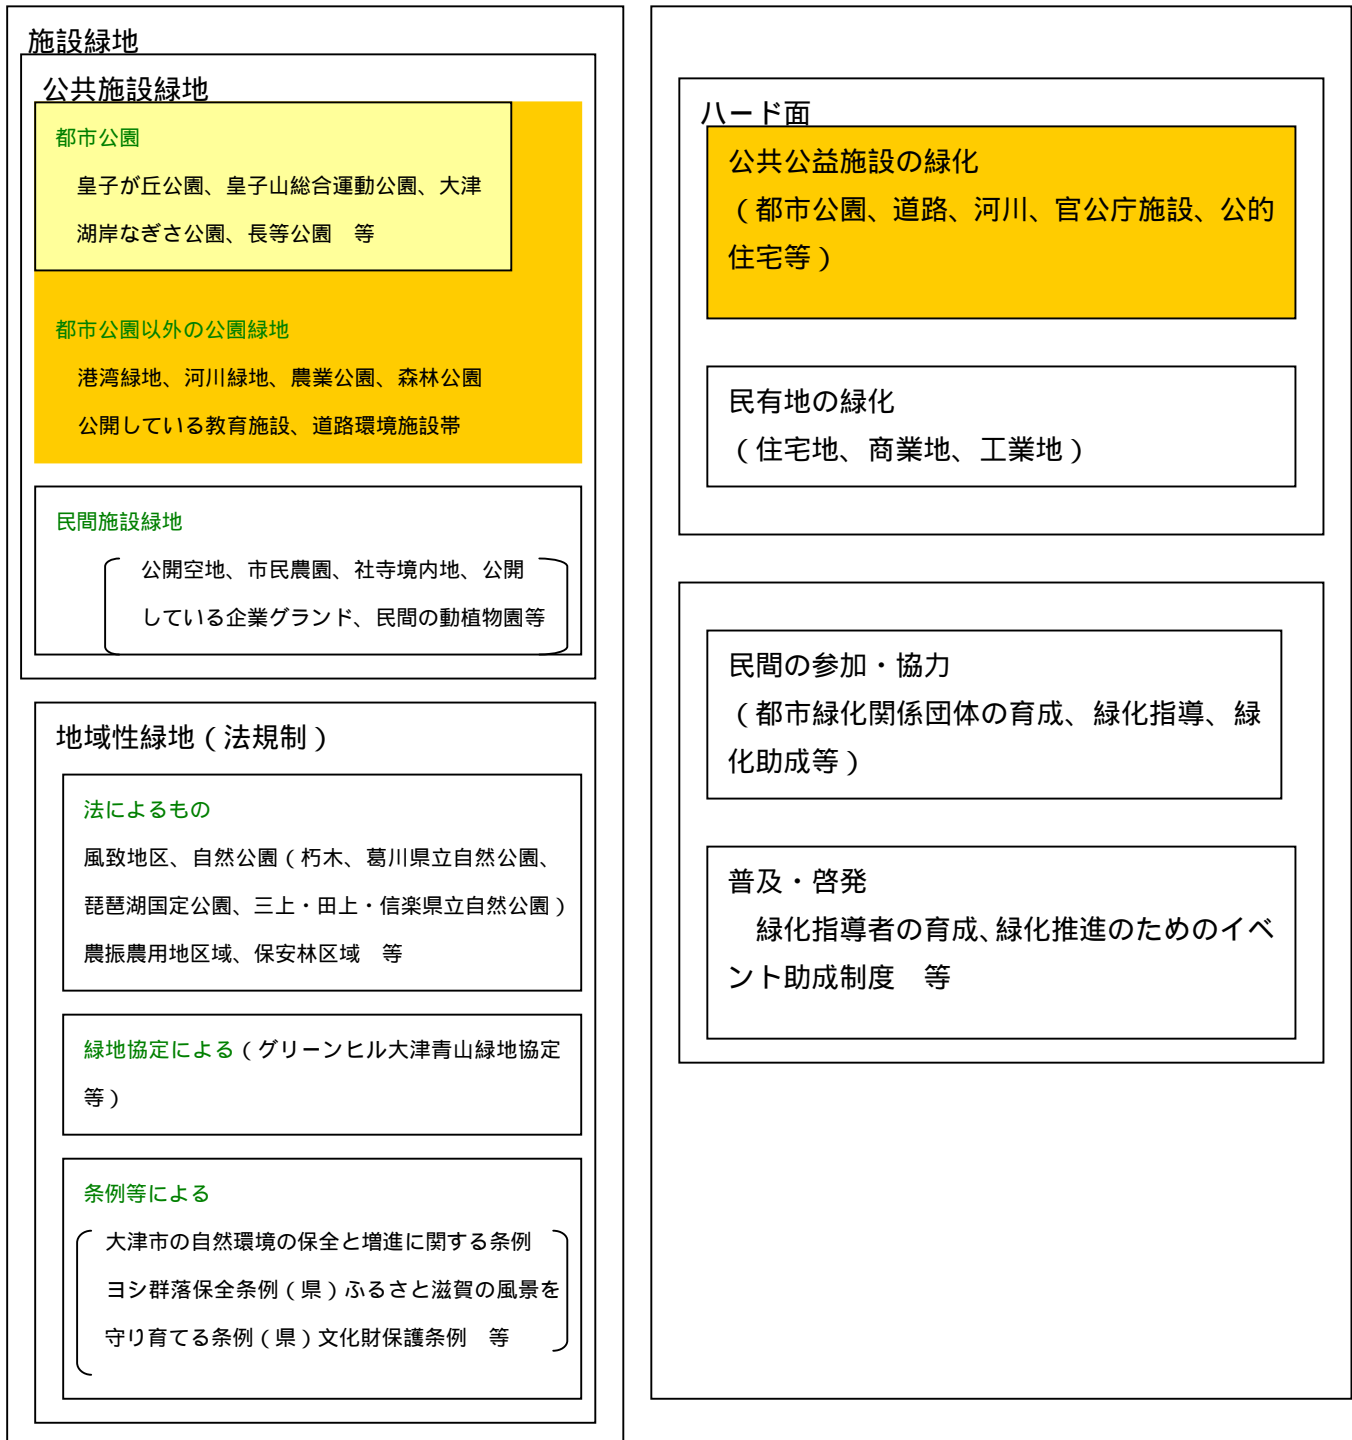 施設緑地
公共施設緑地
都市公園
皇子が丘公園、皇子山総合運動公園、大津
湖岸なぎさ公園、長等公園　等
都市公園以外の公園緑地
港湾緑地、河川緑地、農業公園、森林公園
公開している教育施設、道路環境施設帯
民間施設緑地
公開空地、市民農園、社寺境内地、公開
している企業グランド、民間の動植物園等
地域性緑地（法規制）
法によるもの
風致地区、自然公園（朽木、葛川県立自然公園、
琵琶湖国定公園、三上・田上・信楽県立自然公園）
農振農用地区域、保安林区域　等
緑地協定による（グリーンヒル大津青山緑地協定
等）
条例等による
大津市の自然環境の保全と増進に関する条例
ヨシ群落保全条例（県）ふるさと滋賀の風景を
守り育てる条例（県）文化財保護条例　等
ハード面
公共公益施設の緑化
（都市公園、道路、河川、官公庁施設、公的
住宅等）
民有地の緑化
（住宅地、商業地、工業地）
民間の参加・協力
（都市緑化関係団体の育成、緑化指導、緑
化助成等）
普及・啓発
緑化指導者の育成、緑化推進のためのイベ
ント助成制度　等